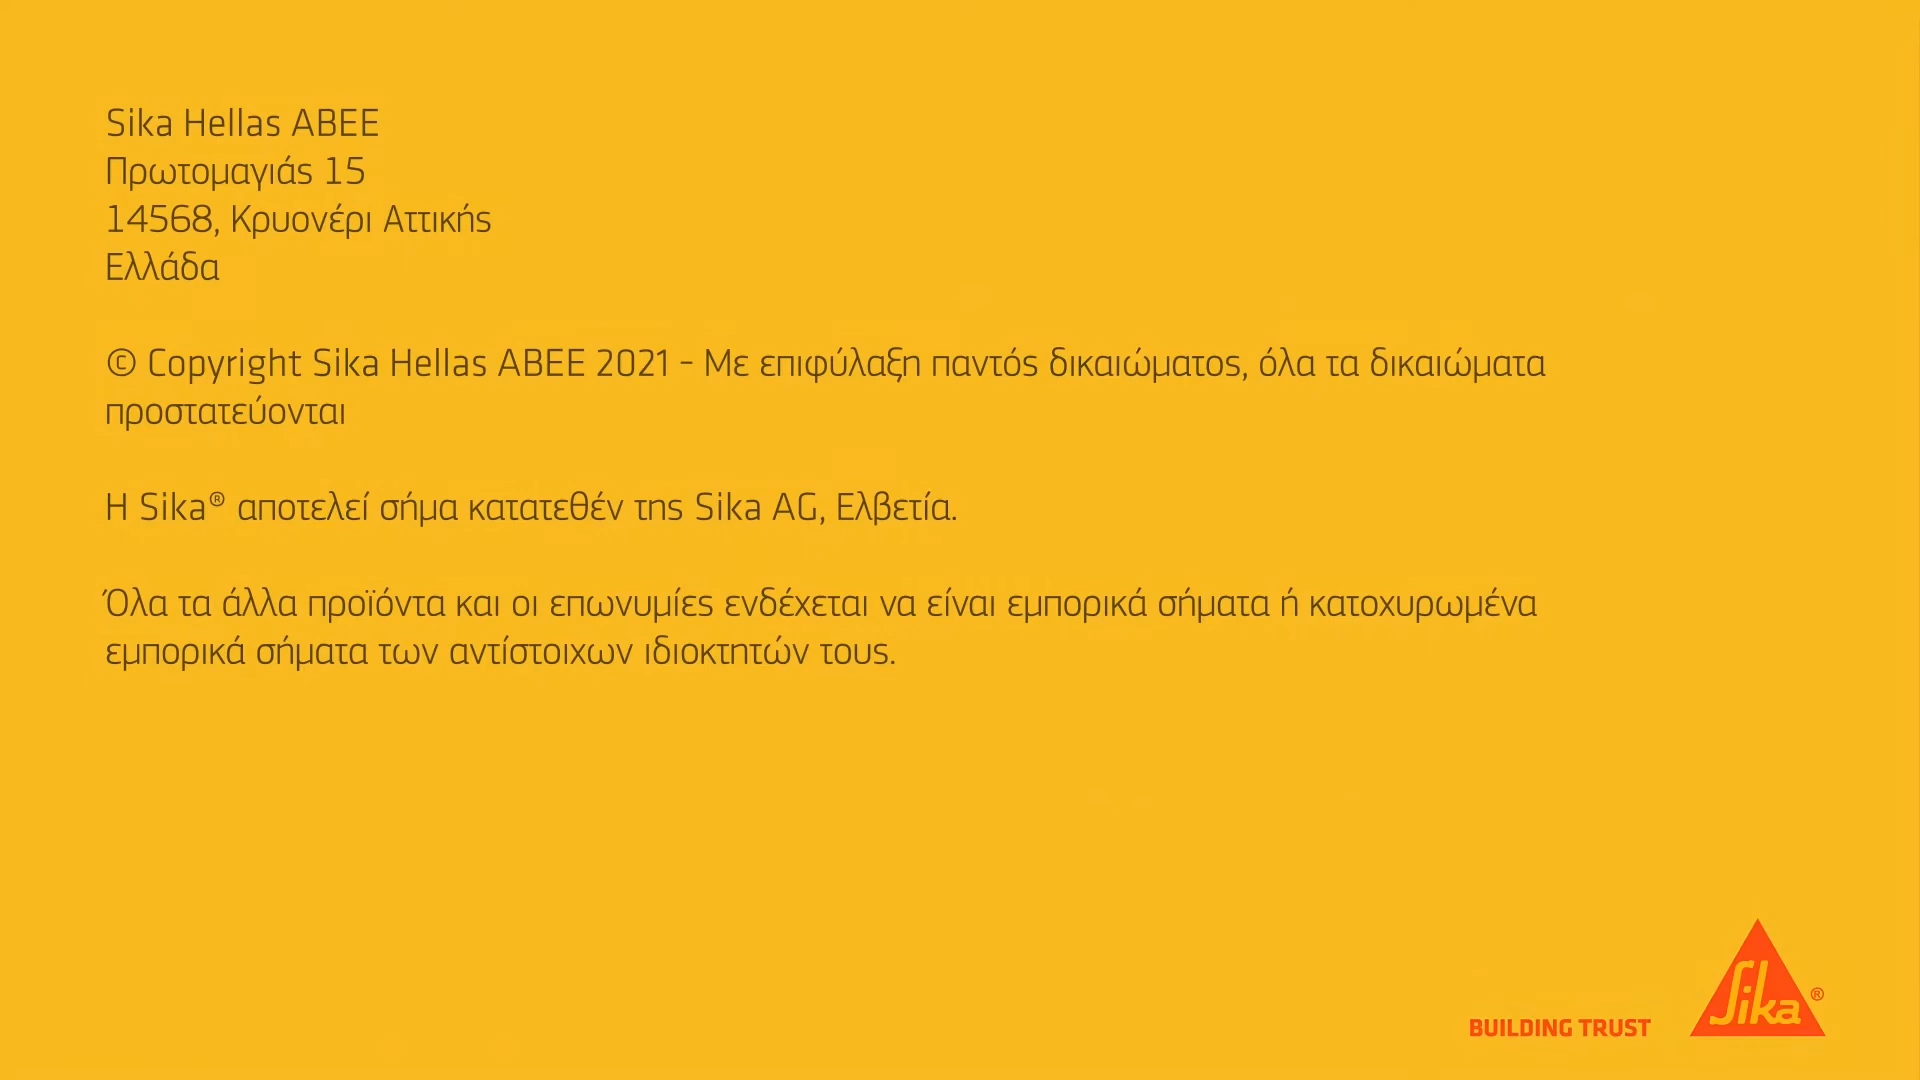 Sika Hellas ABEE
Πρωτομαγιάς 15
14568, Κρυονέρι Αττικής
Ελλάδα
© Copyright Sika Hellas ABEE 2021 - Με επιφύλαξη παντός δικαιώματος, όλα τα δικαιώματα
προστατεύονται
Η Sika® αποτελεί σήμα κατατεθέν της Sika AG, Ελβετία.
Όλα τα άλλα προϊόντα και οι επωνυμίες ενδέχεται να είναι εμπορικά σήματα ή κατοχυρωμένα
εμπορικά σήματα των αντίστοιχων ιδιοκτητών τους.
BUILDING TRUST
Sika®